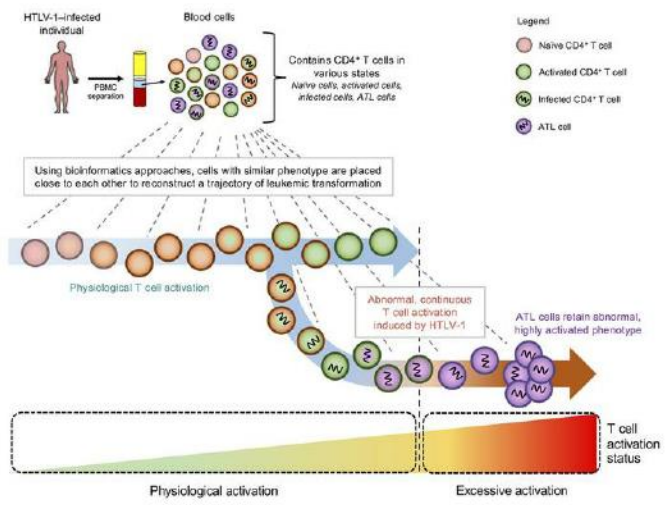 HTLV-1–infected
individual
PBMC
separation
Blood cells
Contains CD4⁺ T cells in
various states
Naïve cells, activated cells,
infected cells, ATL cells
Legend
Naïve CD4⁺ T cell
Activated CD4⁺ T cell
Infected CD4⁺ T cell
ATL cell
Using bioinformatics approaches, cells with similar phenotype are placed
close to each other to reconstruct a trajectory of leukemic transformation
Physiological T cell activation
Abnormal, continuous
T cell activation
induced by HTLV-1
ATL cells retain abnormal,
highly activated phenotype
T cell
activation
status
Physiological activation
Excessive activation